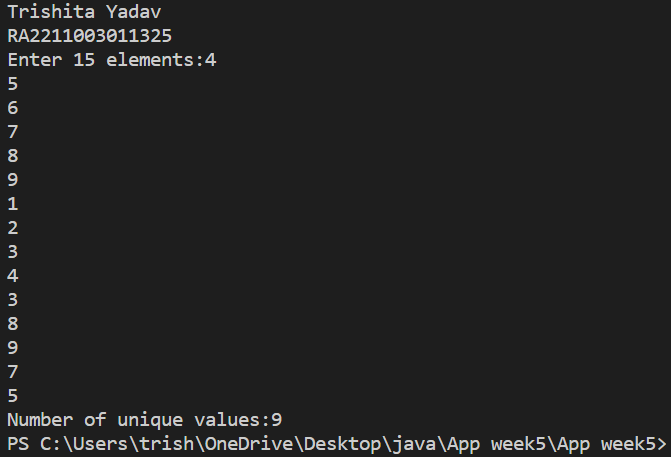 Trishita Yadav
RA2211003011325
Enter 15 elements:4
5
6
7
8
9
1
2
3
4
3
8
9
7
5
Number of unique values:9
PS C:\Users\trish\OneDrive\Desktop\java\App week5\App week5>